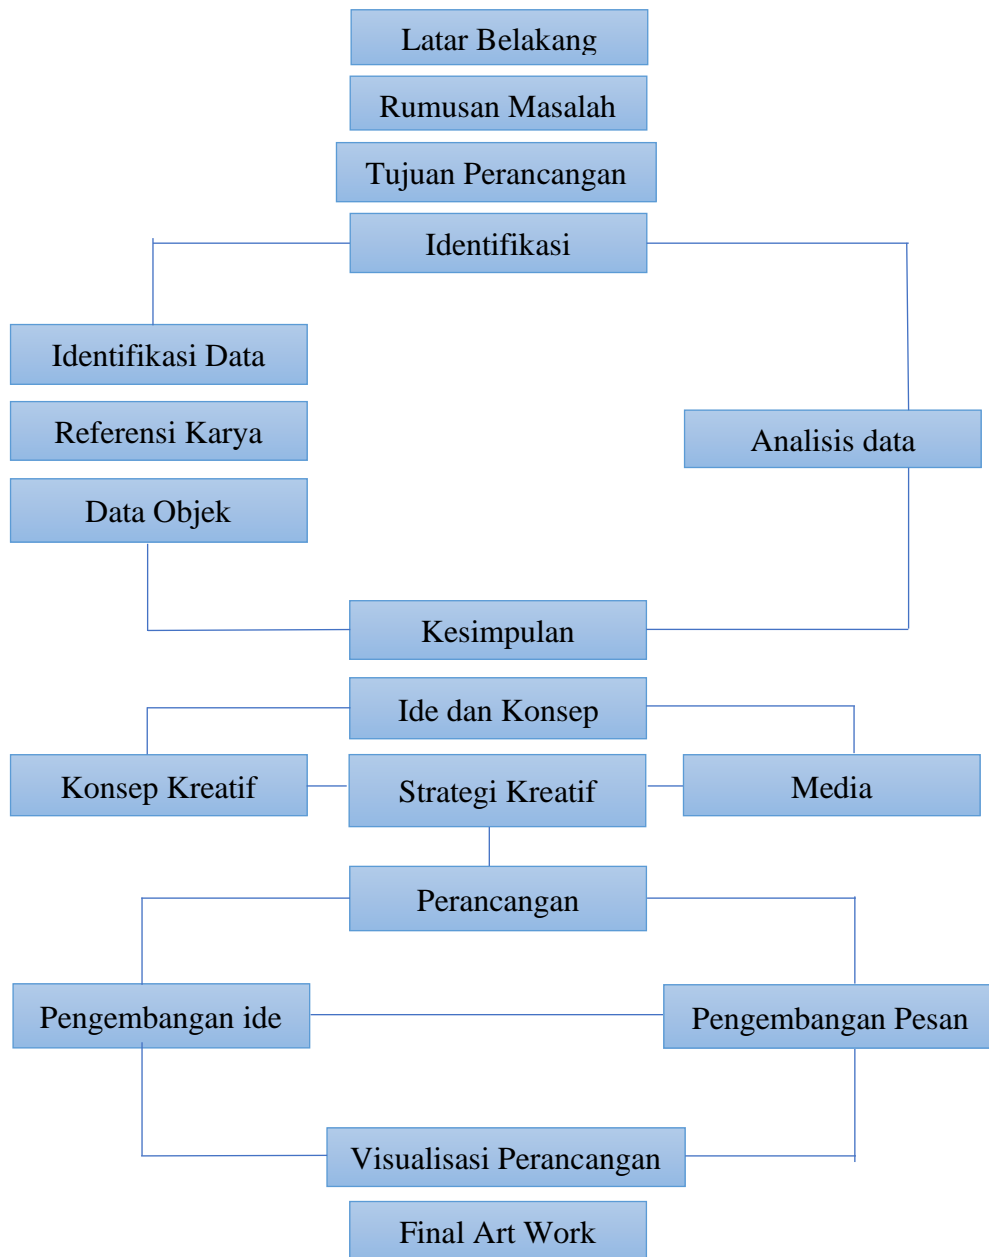 Latar Belakang
Rumusan Masalah
Tujuan Perancangan
Identifikasi
Identifikasi Data
Referensi Karya
Analisis data
Data Objek
Kesimpulan
Ide dan Konsep
Konsep Kreatif
Strategi Kreatif
Media
Perancangan
Pengembangan ide
Pengembangan Pesan
Visualisasi Perancangan
Final Art Work